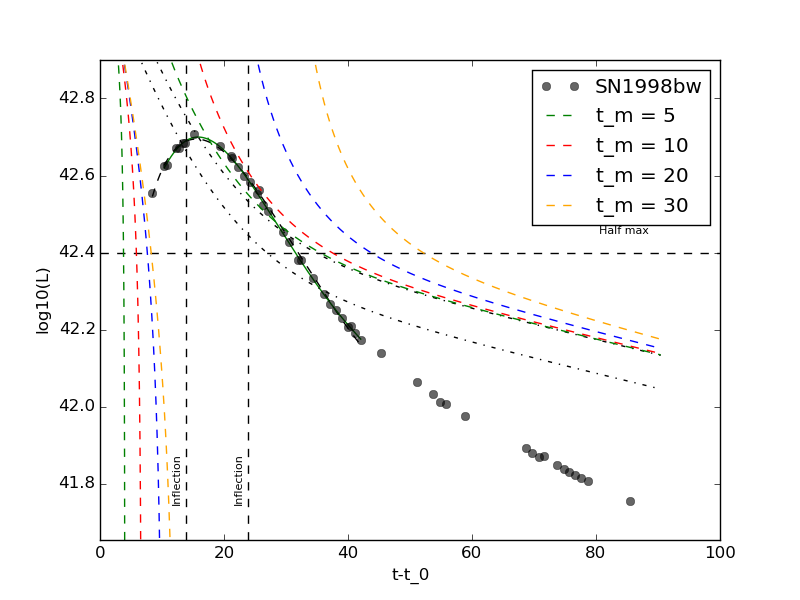 SN1998bw
t_m = 5
t_m = 10
t_m = 20
t_m = 30
Half max
42.8
42.6
42.4
42.2
42.0
41.8
log10(L)
Inflection
Inflection
0
20
40
60
80
100
t-t_0